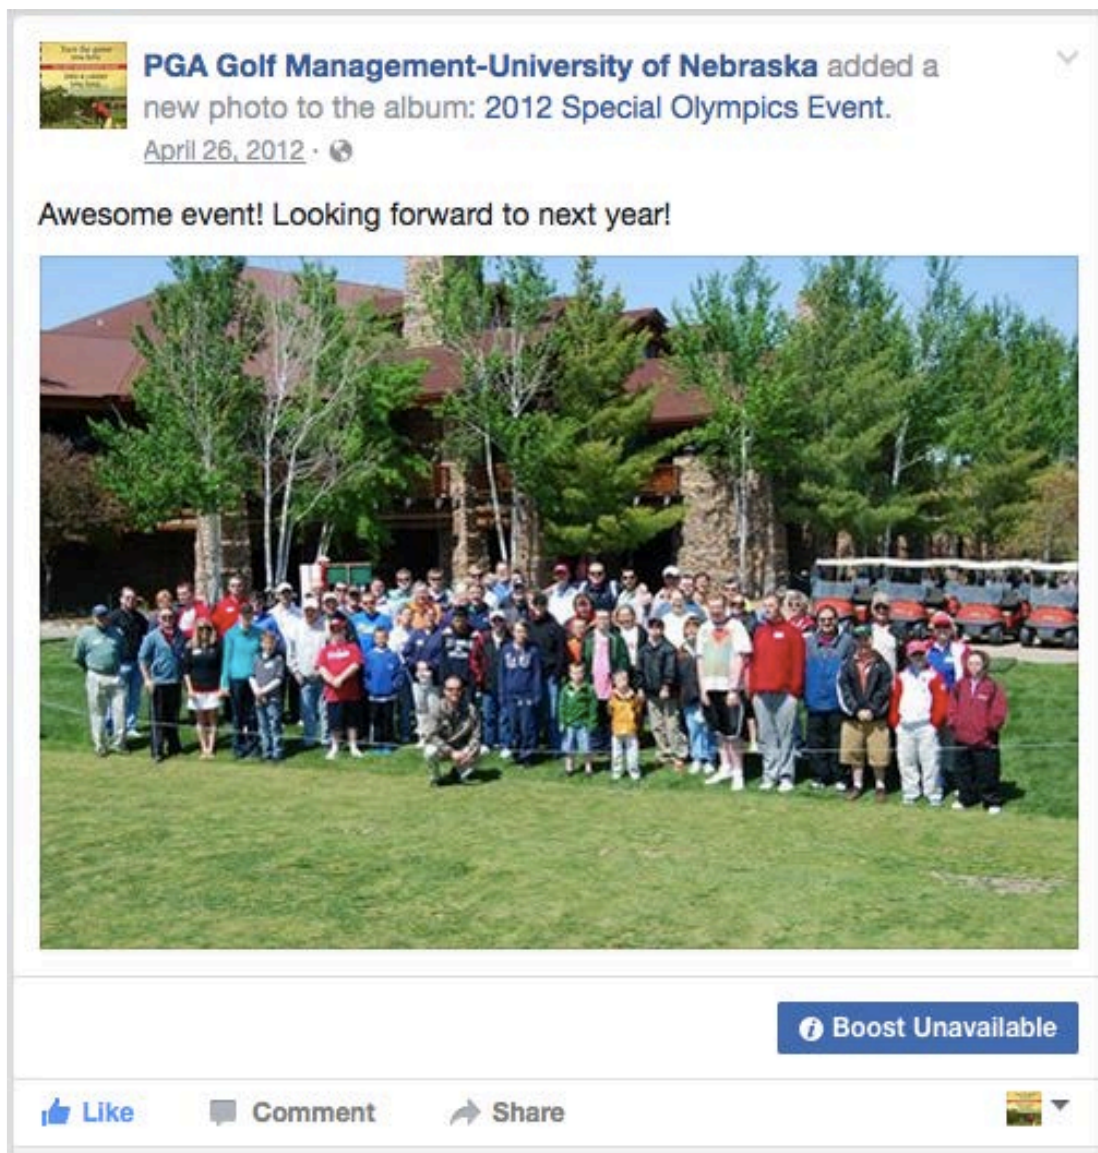 PGA Golf Management-University of Nebraska added a
new photo to the album: 2012 Special Olympics Event.
April 26, 2012 ·
Awesome event! Looking forward to next year!
Boost Unavailable
Like Comment Share